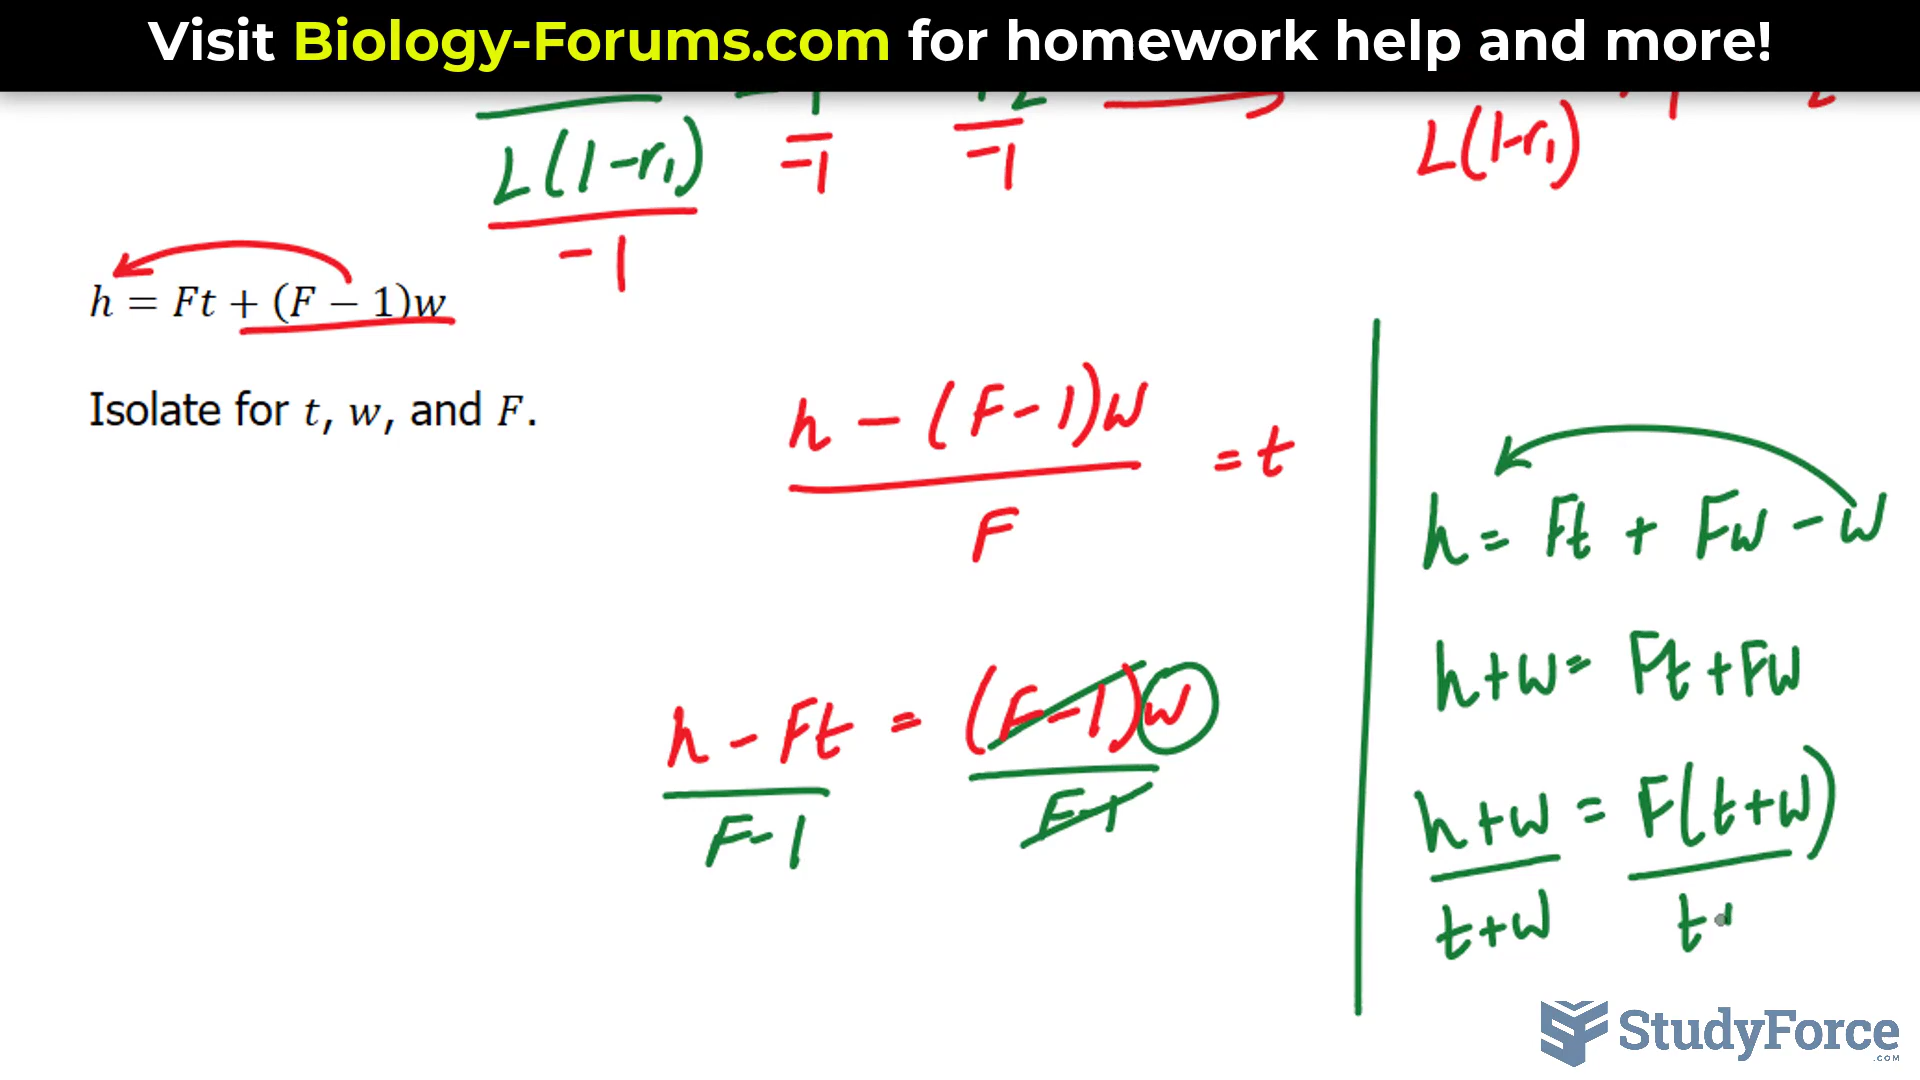 Visit Biology-Forums.com for homework help and more!
L(1-r₁) -1 -1 L(1-r₁)
-1
h = Ft + (F − 1)w
Isolate for t, w, and F.
h - (F-1)w
= t
F
h = Ft + Fw - w
h+w = Ft + Fw
h - Ft = (F-1)w
F-1 F-1
h+w = F(t+w)
t+w t
StudyForce
.COM